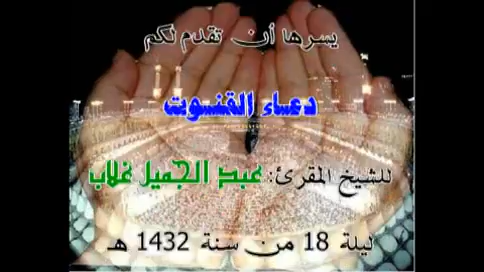 يسرها أن تقدم لكم
دعاء القنوت
للشيخ المقرئ: عبد الجميل غلاب
ليلة 18 من سنة 1432 هـ